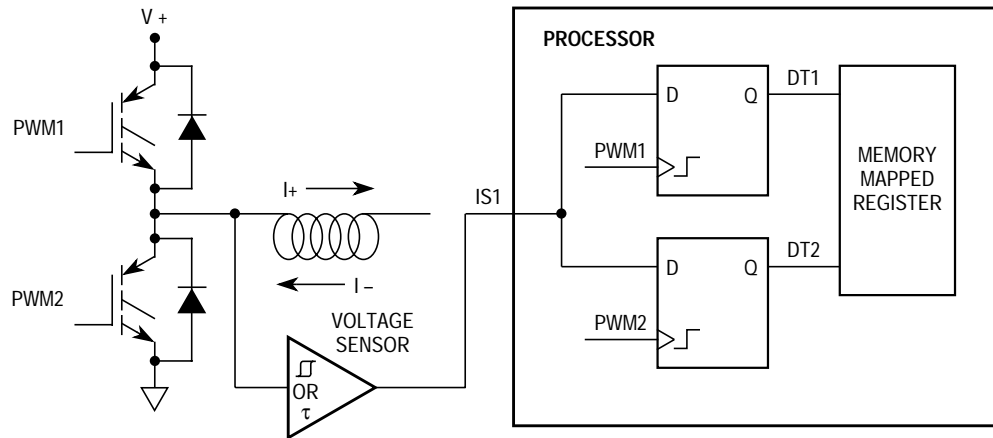 V +
PROCESSOR
PWM1
I+
IS1
D
Q
DT1
PWM1
MEMORY
MAPPED
REGISTER
PWM2
I –
VOLTAGE
SENSOR
OR
τ
D
Q
DT2
PWM2